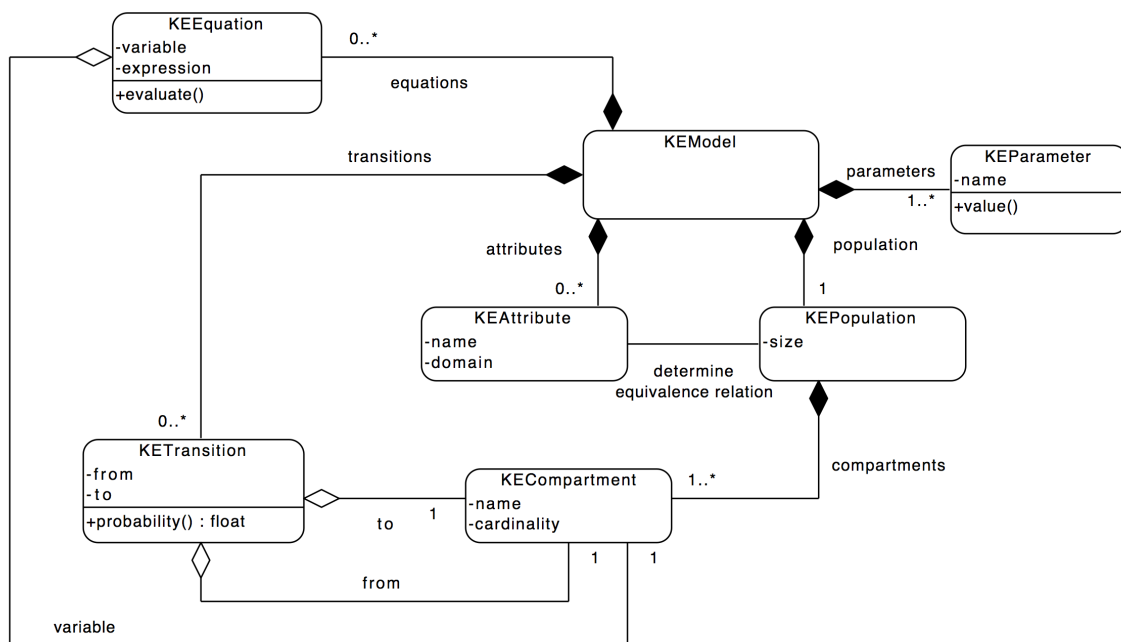 KEEquation
-variable
-expression
+evaluate()
0..*
equations
KEModel
transitions
KEParameter
-name
+value()
parameters
1..*
attributes
population
0..*
1
KEAttribute
-name
-domain
KEPopulation
-size
determine
equivalence relation
0..*
KETransition
-from
-to
+probability() : float
to
1
KECompartment
-name
-cardinality
1..*
compartments
1
1
from
variable